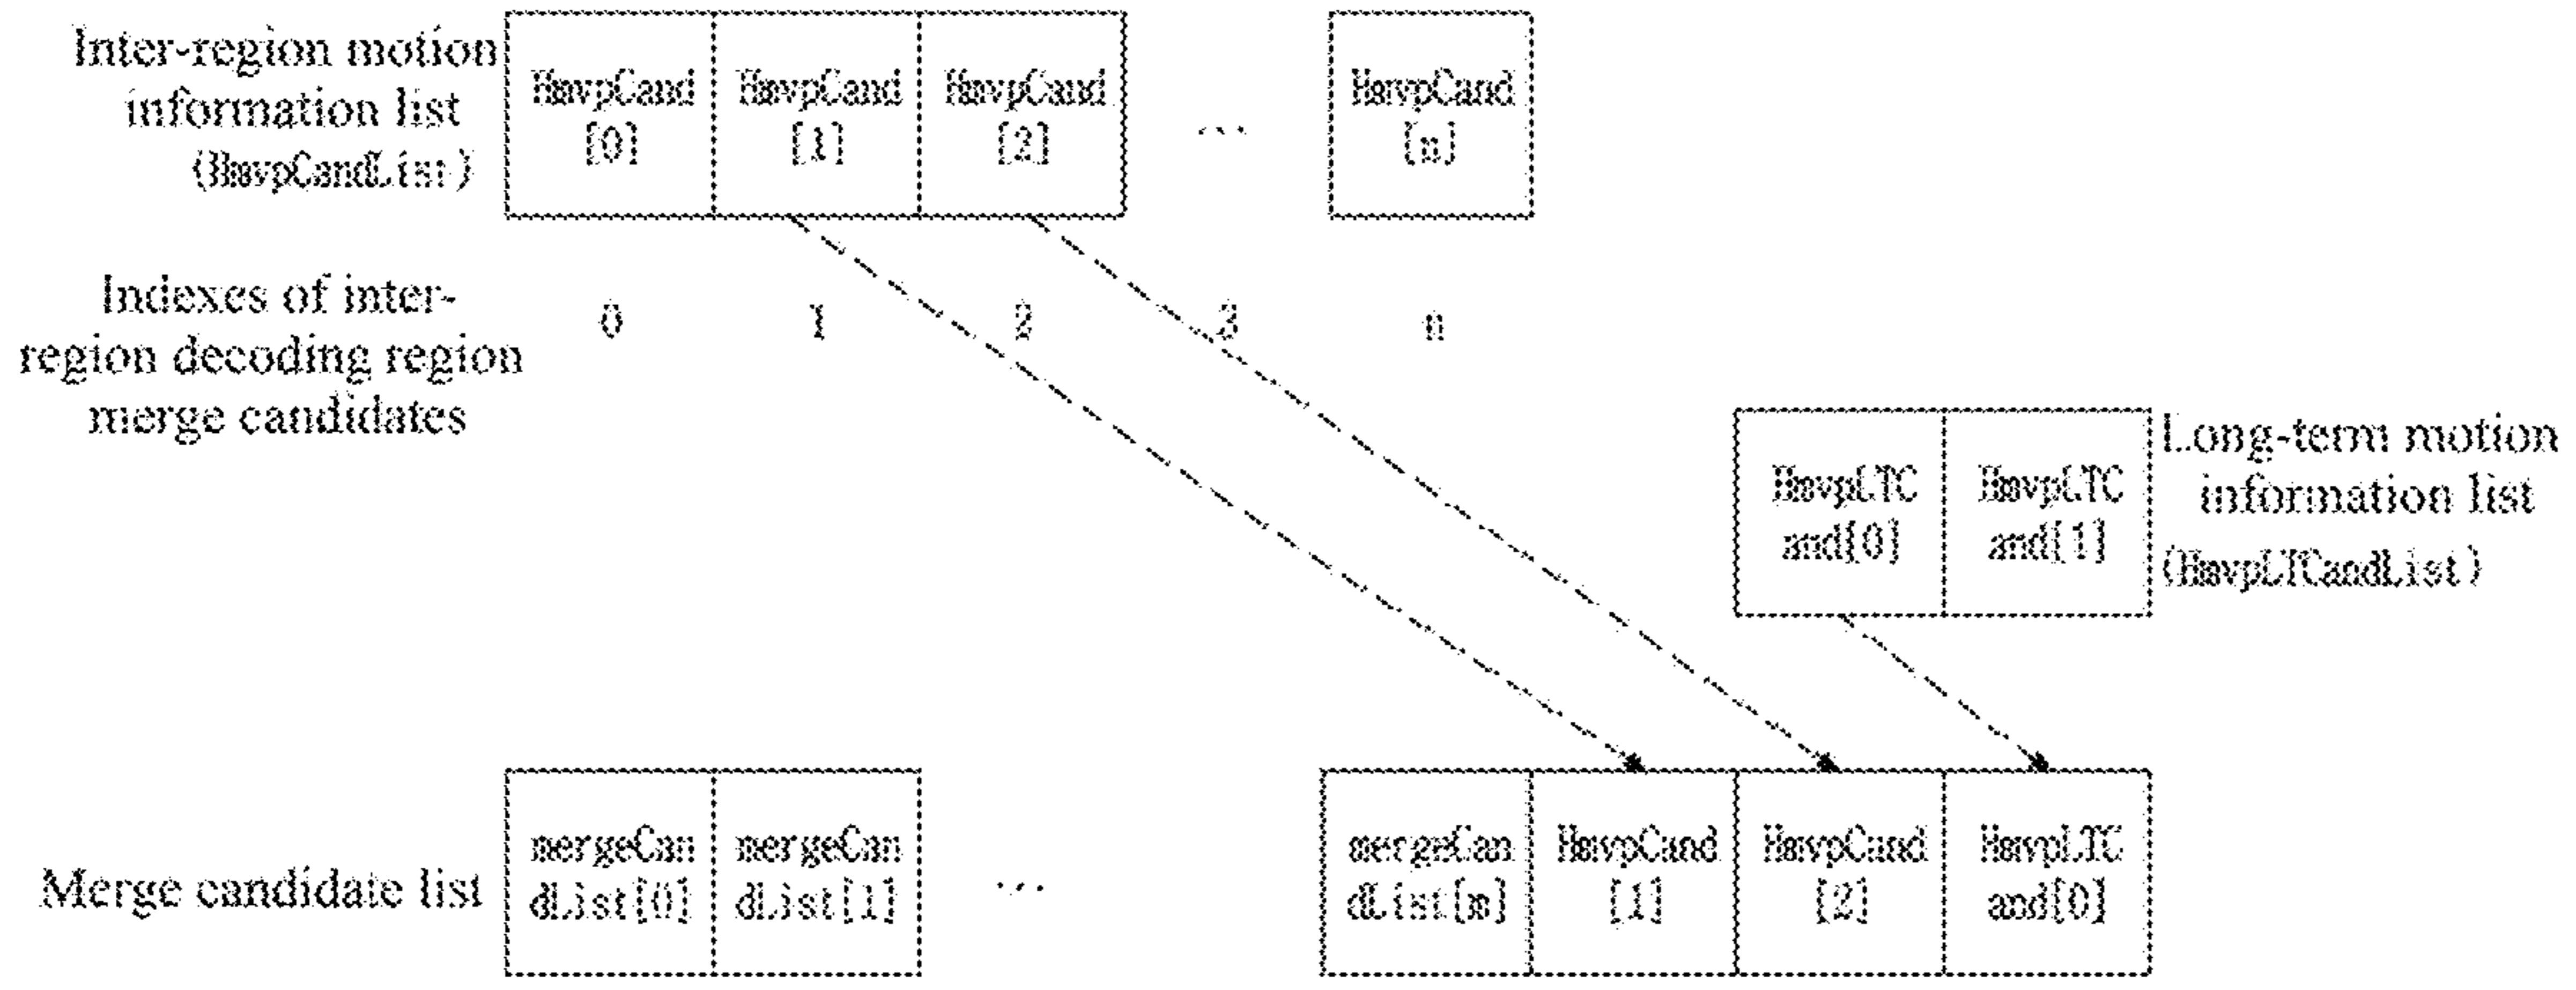 Inter-region motion
information list
(HmvpCandList)
HmvpCand
[0]
HmvpCand
[1]
HmvpCand
[2]
...
HmvpCand
[n]
Indexes of inter-
region decoding region
merge candidates
0
1
2
3
n
HmvpLTC
and[0]
HmvpLTC
and[1]
Long-term motion
information list
(HmvpLTCandList)
Merge candidate list
mergeCan
dList[0]
mergeCan
dList[1]
...
mergeCan
dList[m]
HmvpCand
[1]
HmvpCand
[2]
HmvpLTC
and[0]